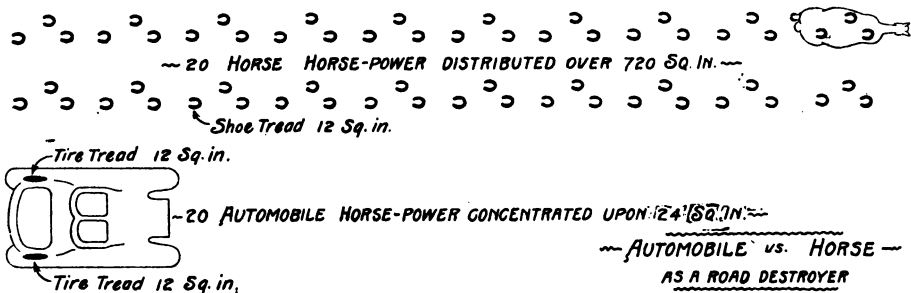 ~20 HORSE HORSE-POWER DISTRIBUTED OVER 720 SQ. IN.~
Shoe Tread 12 Sq. in.
Tire Tread 12 Sq. in.
~20 AUTOMOBILE HORSE-POWER CONCENTRATED UPON 24 SQ. IN.~
~AUTOMOBILE vs. HORSE~
AS A ROAD DESTROYER
Tire Tread 12 Sq. in.